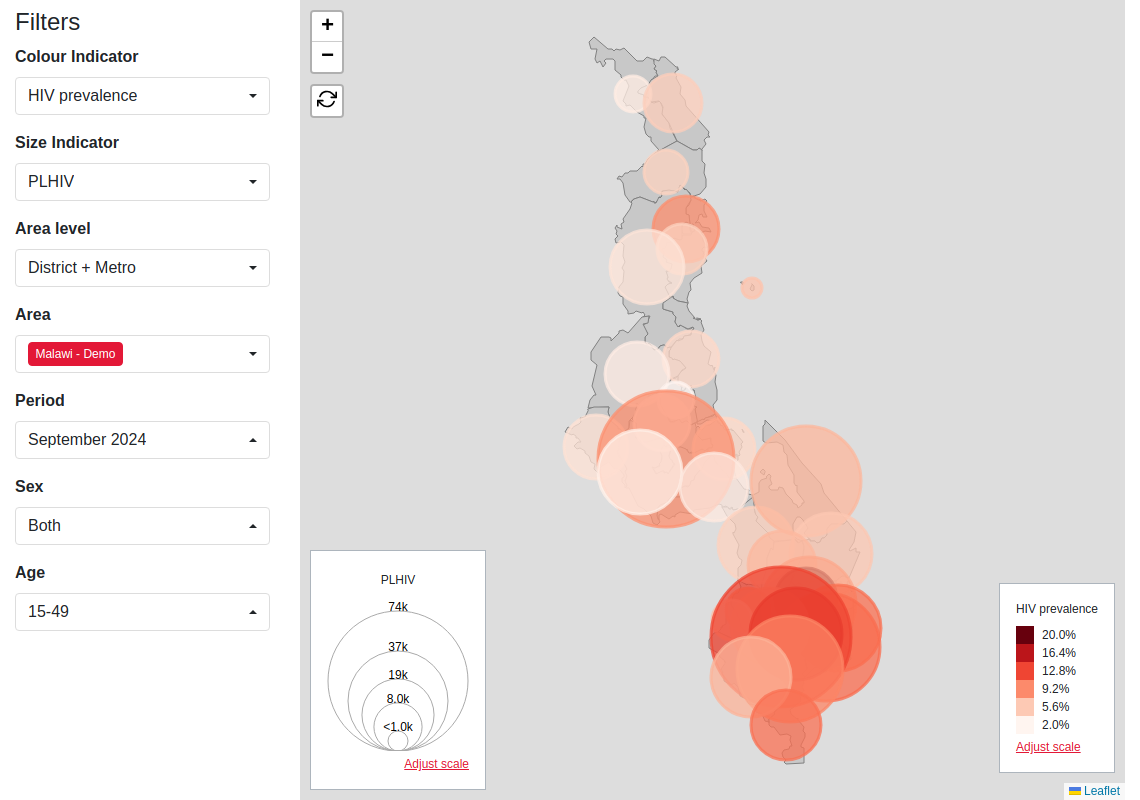 Filters
Colour Indicator
HIV prevalence
Size Indicator
PLHIV
Area level
District + Metro
Area
Malawi - Demo
Period
September 2024
Sex
Both
Age
15-49
+
−
PLHIV
74k
37k
19k
8.0k
<1.0k
Adjust scale
HIV prevalence
20.0%
16.4%
12.8%
9.2%
5.6%
2.0%
Adjust scale
Leaflet